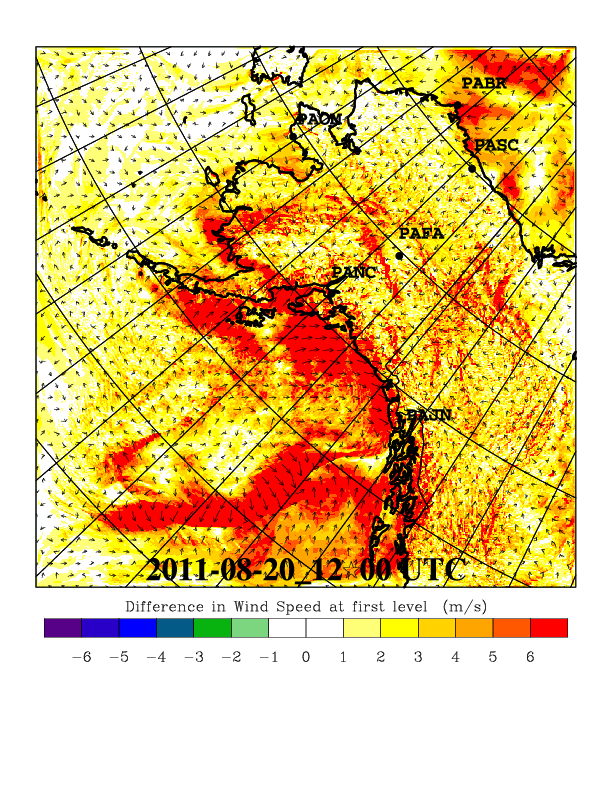 PABR
PAOM
PASC
PAFA
PANC
PAJN
2011-08-20_12 00 UTC
Difference in Wind Speed at first level (m/s)
-6 -5 -4 -3 -2 -1 0 1 2 3 4 5 6